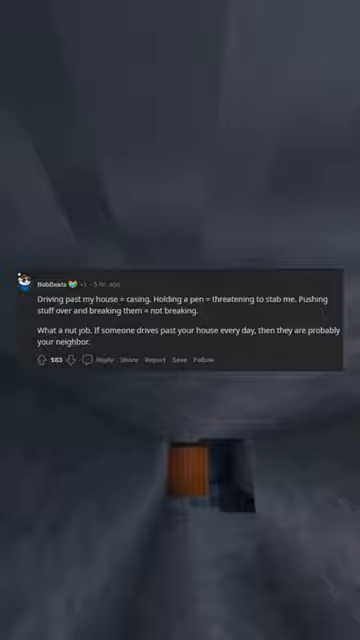 BobBeats +1 · 5 hr. ago
Driving past my house = casing. Holding a pen = threatening to stab me. Pushing
stuff over and breaking them = not breaking.
What a nut job. If someone drives past your house every day, then they are probably
your neighbor.
583 Reply Share Report Save Follow